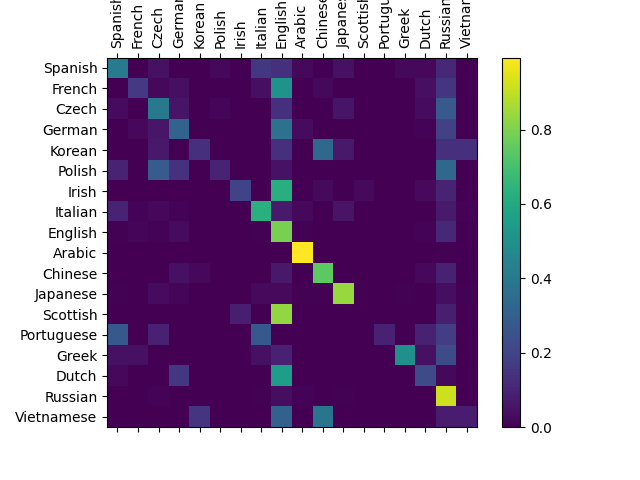 Spanish
French
Czech
German
Korean
Polish
Irish
Italian
English
Arabic
Chinese
Japanes
Scottish
Portugu
Greek
Dutch
Russian
Vietnam
Spanish
French
Czech
German
Korean
Polish
Irish
Italian
English
Arabic
Chinese
Japanese
Scottish
Portuguese
Greek
Dutch
Russian
Vietnamese
0.8
0.6
0.4
0.2
0.0